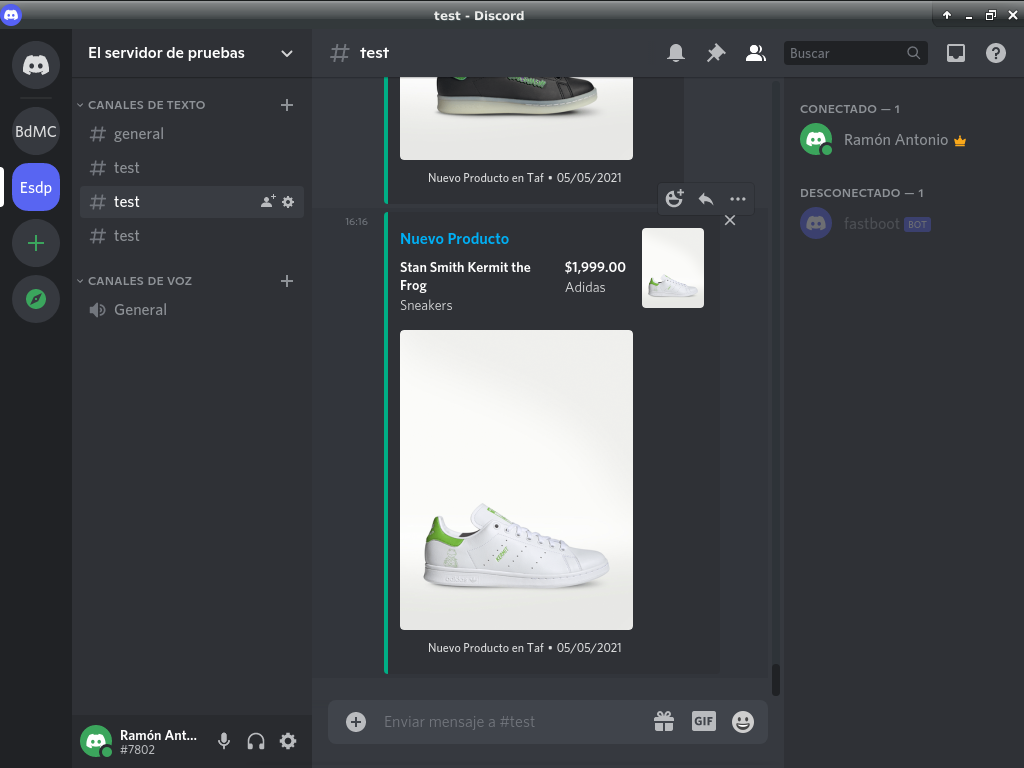 test - Discord
El servidor de pruebas
# test
Buscar
CANALES DE TEXTO
general
test
test
test
CANALES DE VOZ
General
BdMC
Esdp
Nuevo Producto en Taf • 05/05/2021
16:16
Nuevo Producto
Stan Smith Kermit the
Frog
Sneakers
$1,999.00
Adidas
KERMIT
Nuevo Producto en Taf • 05/05/2021
Enviar mensaje a #test
GIF
CONECTADO — 1
Ramón Antonio
DESCONECTADO — 1
fastboot BOT
Ramón Ant...
#7802